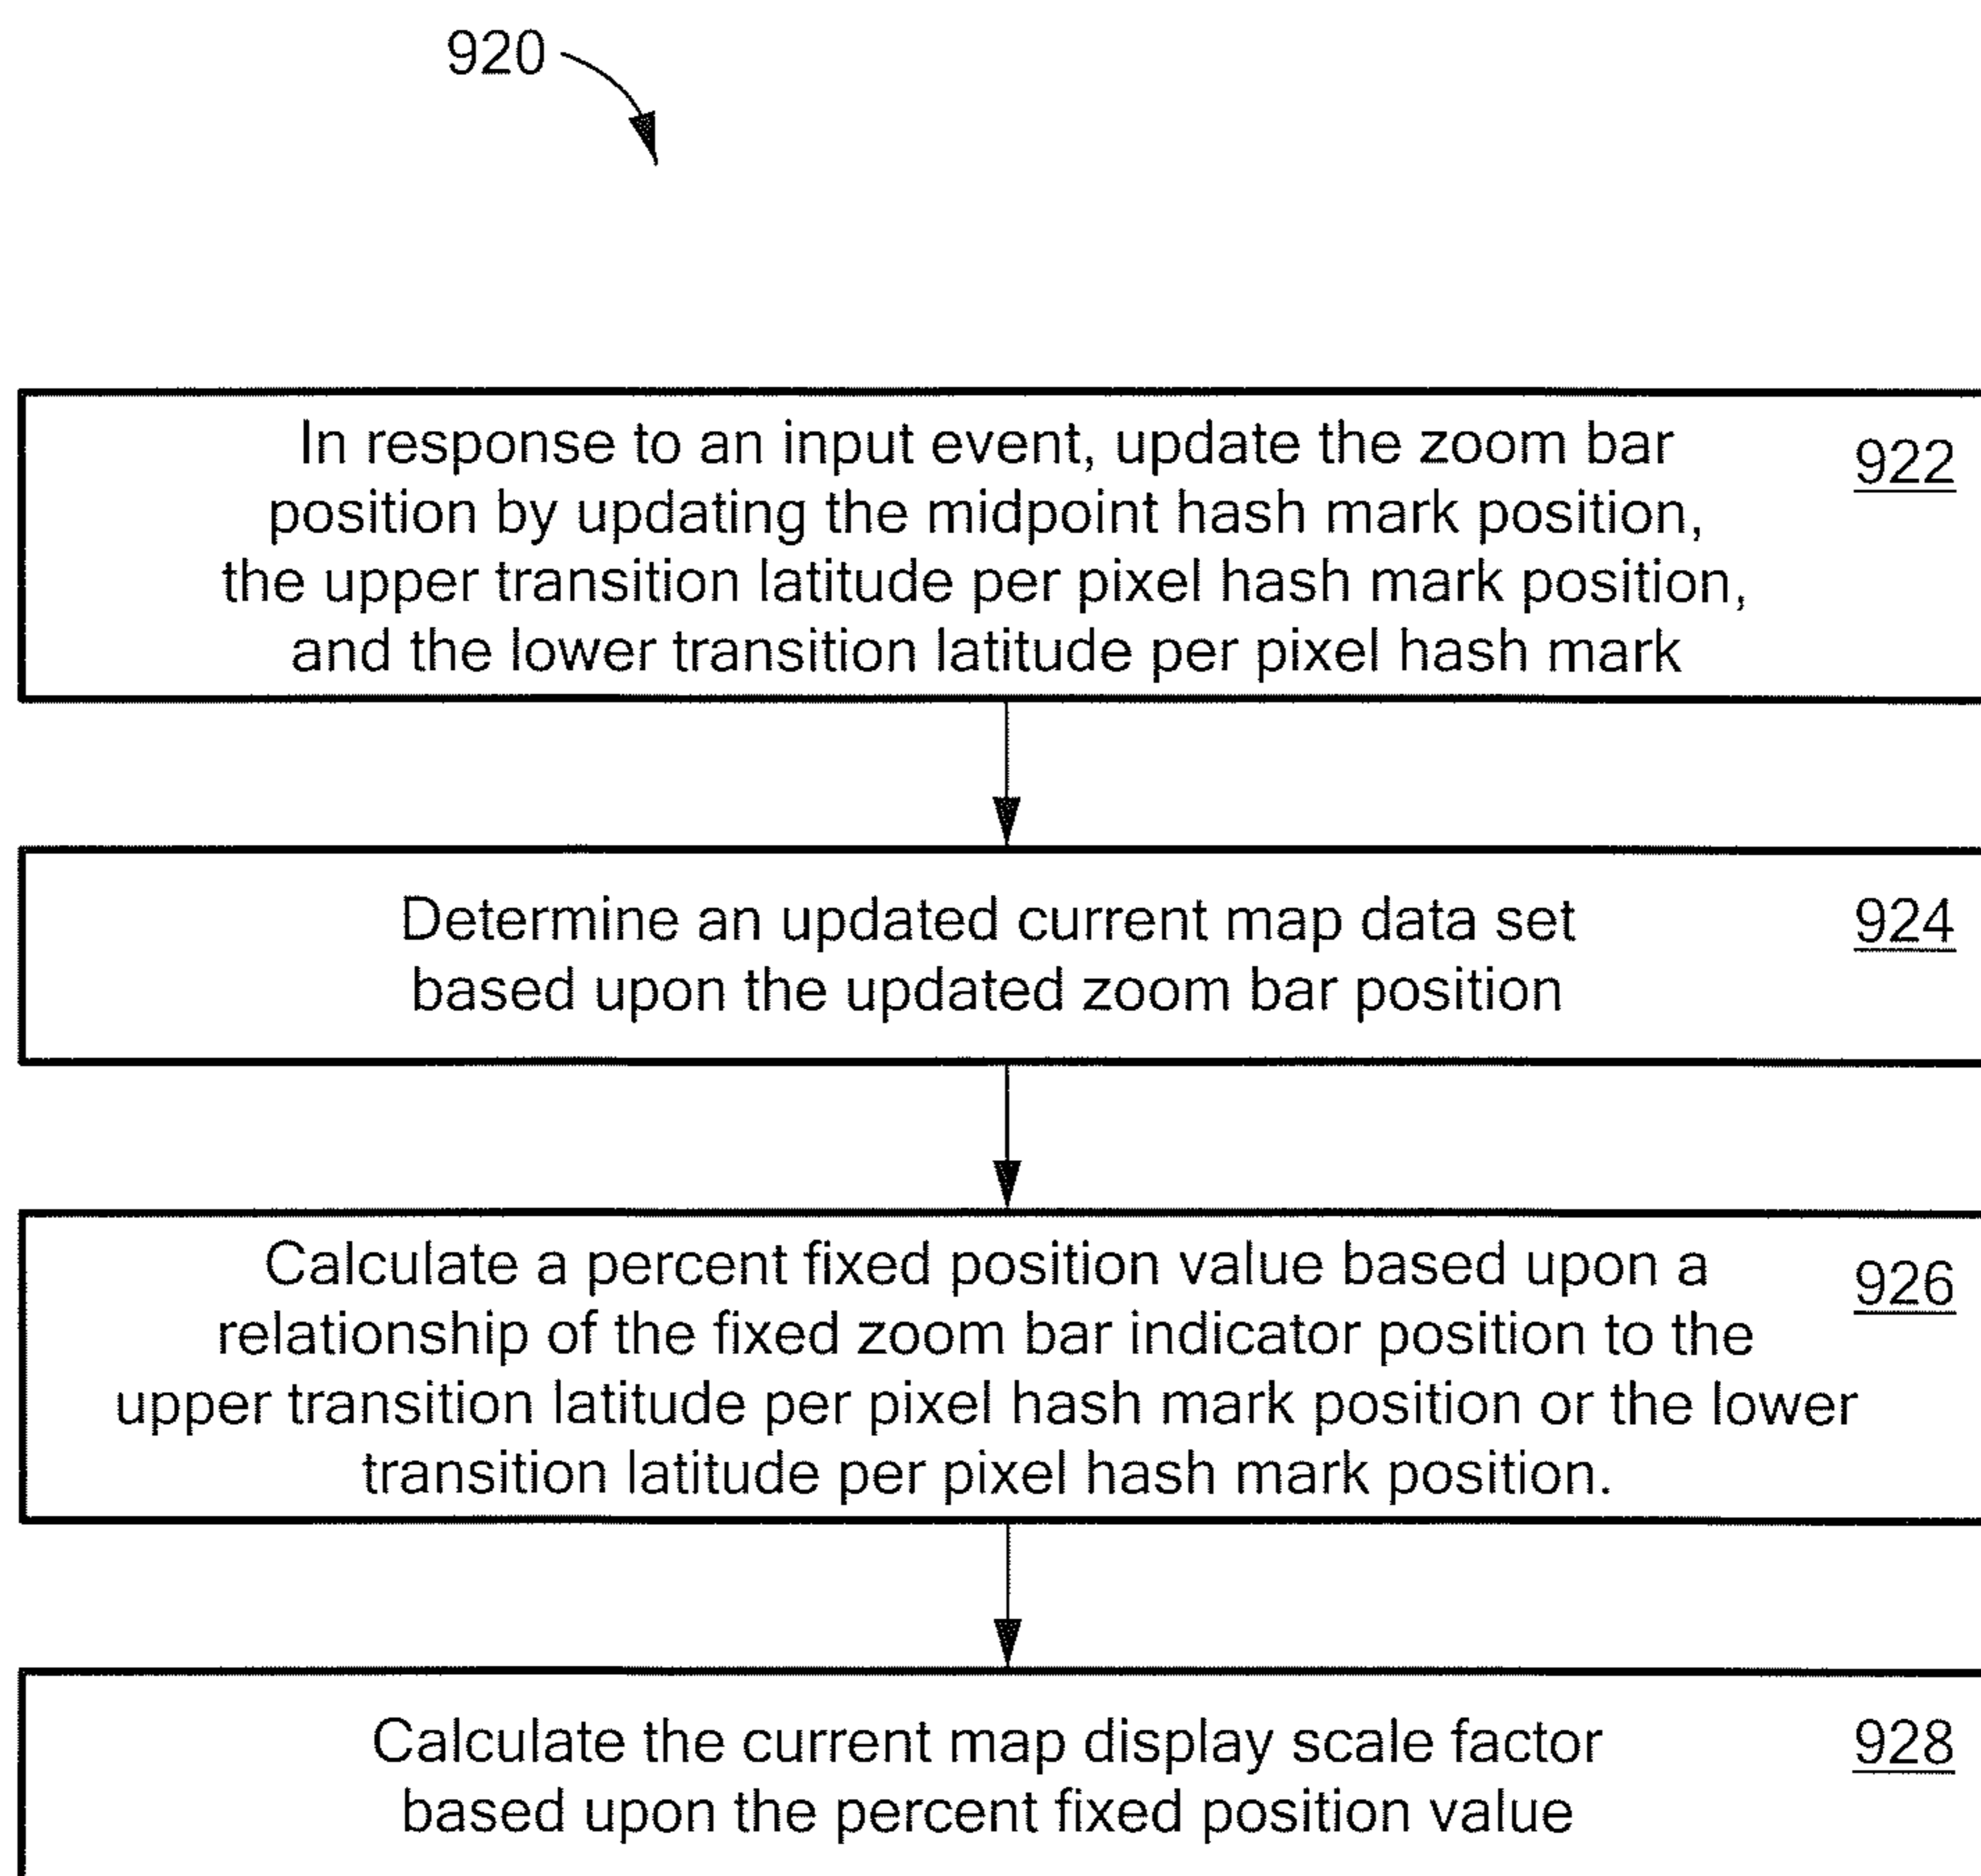 920
In response to an input event, update the zoom bar
922
position by updating the midpoint hash mark position,
the upper transition latitude per pixel hash mark position,
and the lower transition latitude per pixel hash mark
Determine an updated current map data set
924
based upon the updated zoom bar position
Calculate a percent fixed position value based upon a
926
relationship of the fixed zoom bar indicator position to the
upper transition latitude per pixel hash mark position or the lower
transition latitude per pixel hash mark position.
Calculate the current map display scale factor
928
based upon the percent fixed position value